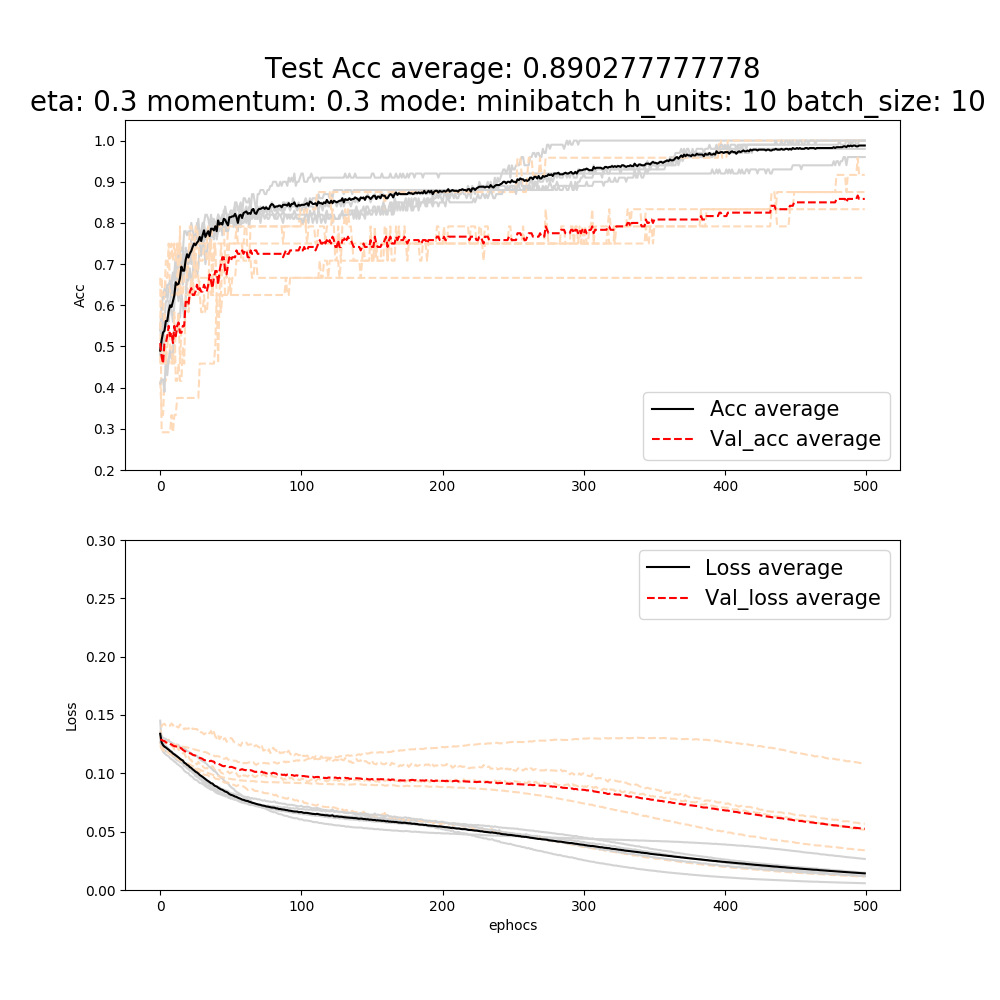 Test Acc average: 0.890277777778
eta: 0.3 momentum: 0.3 mode: minibatch h_units: 10 batch_size: 10
1.0
0.9
0.8
0.7
0.6
0.5
0.4
0.3
0.2
Acc
Acc average
Val_acc average
0 100 200 300 400 500
0.30
0.25
0.20
0.15
0.10
0.05
0.00
Loss
Loss average
Val_loss average
0 100 200 300 400 500
ephocs